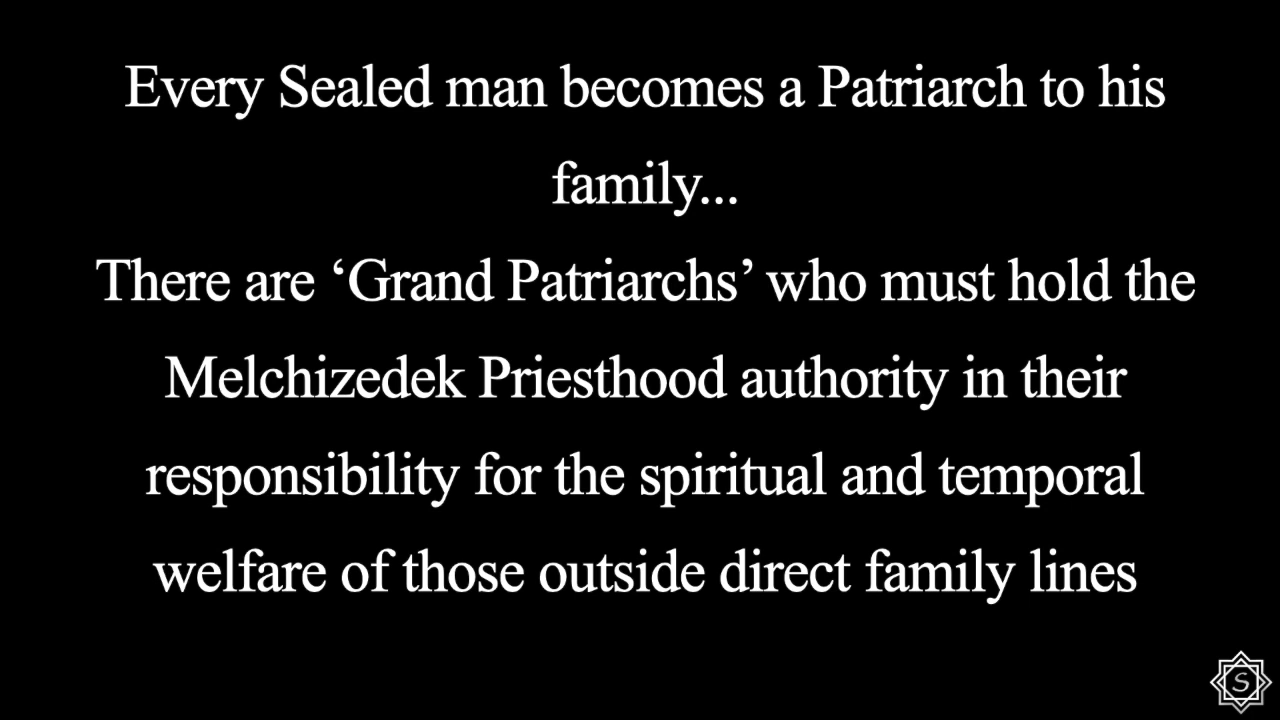 Every Sealed man becomes a Patriarch to his
family...
There are ‘Grand Patriarchs’ who must hold the
Melchizedek Priesthood authority in their
responsibility for the spiritual and temporal
welfare of those outside direct family lines
S